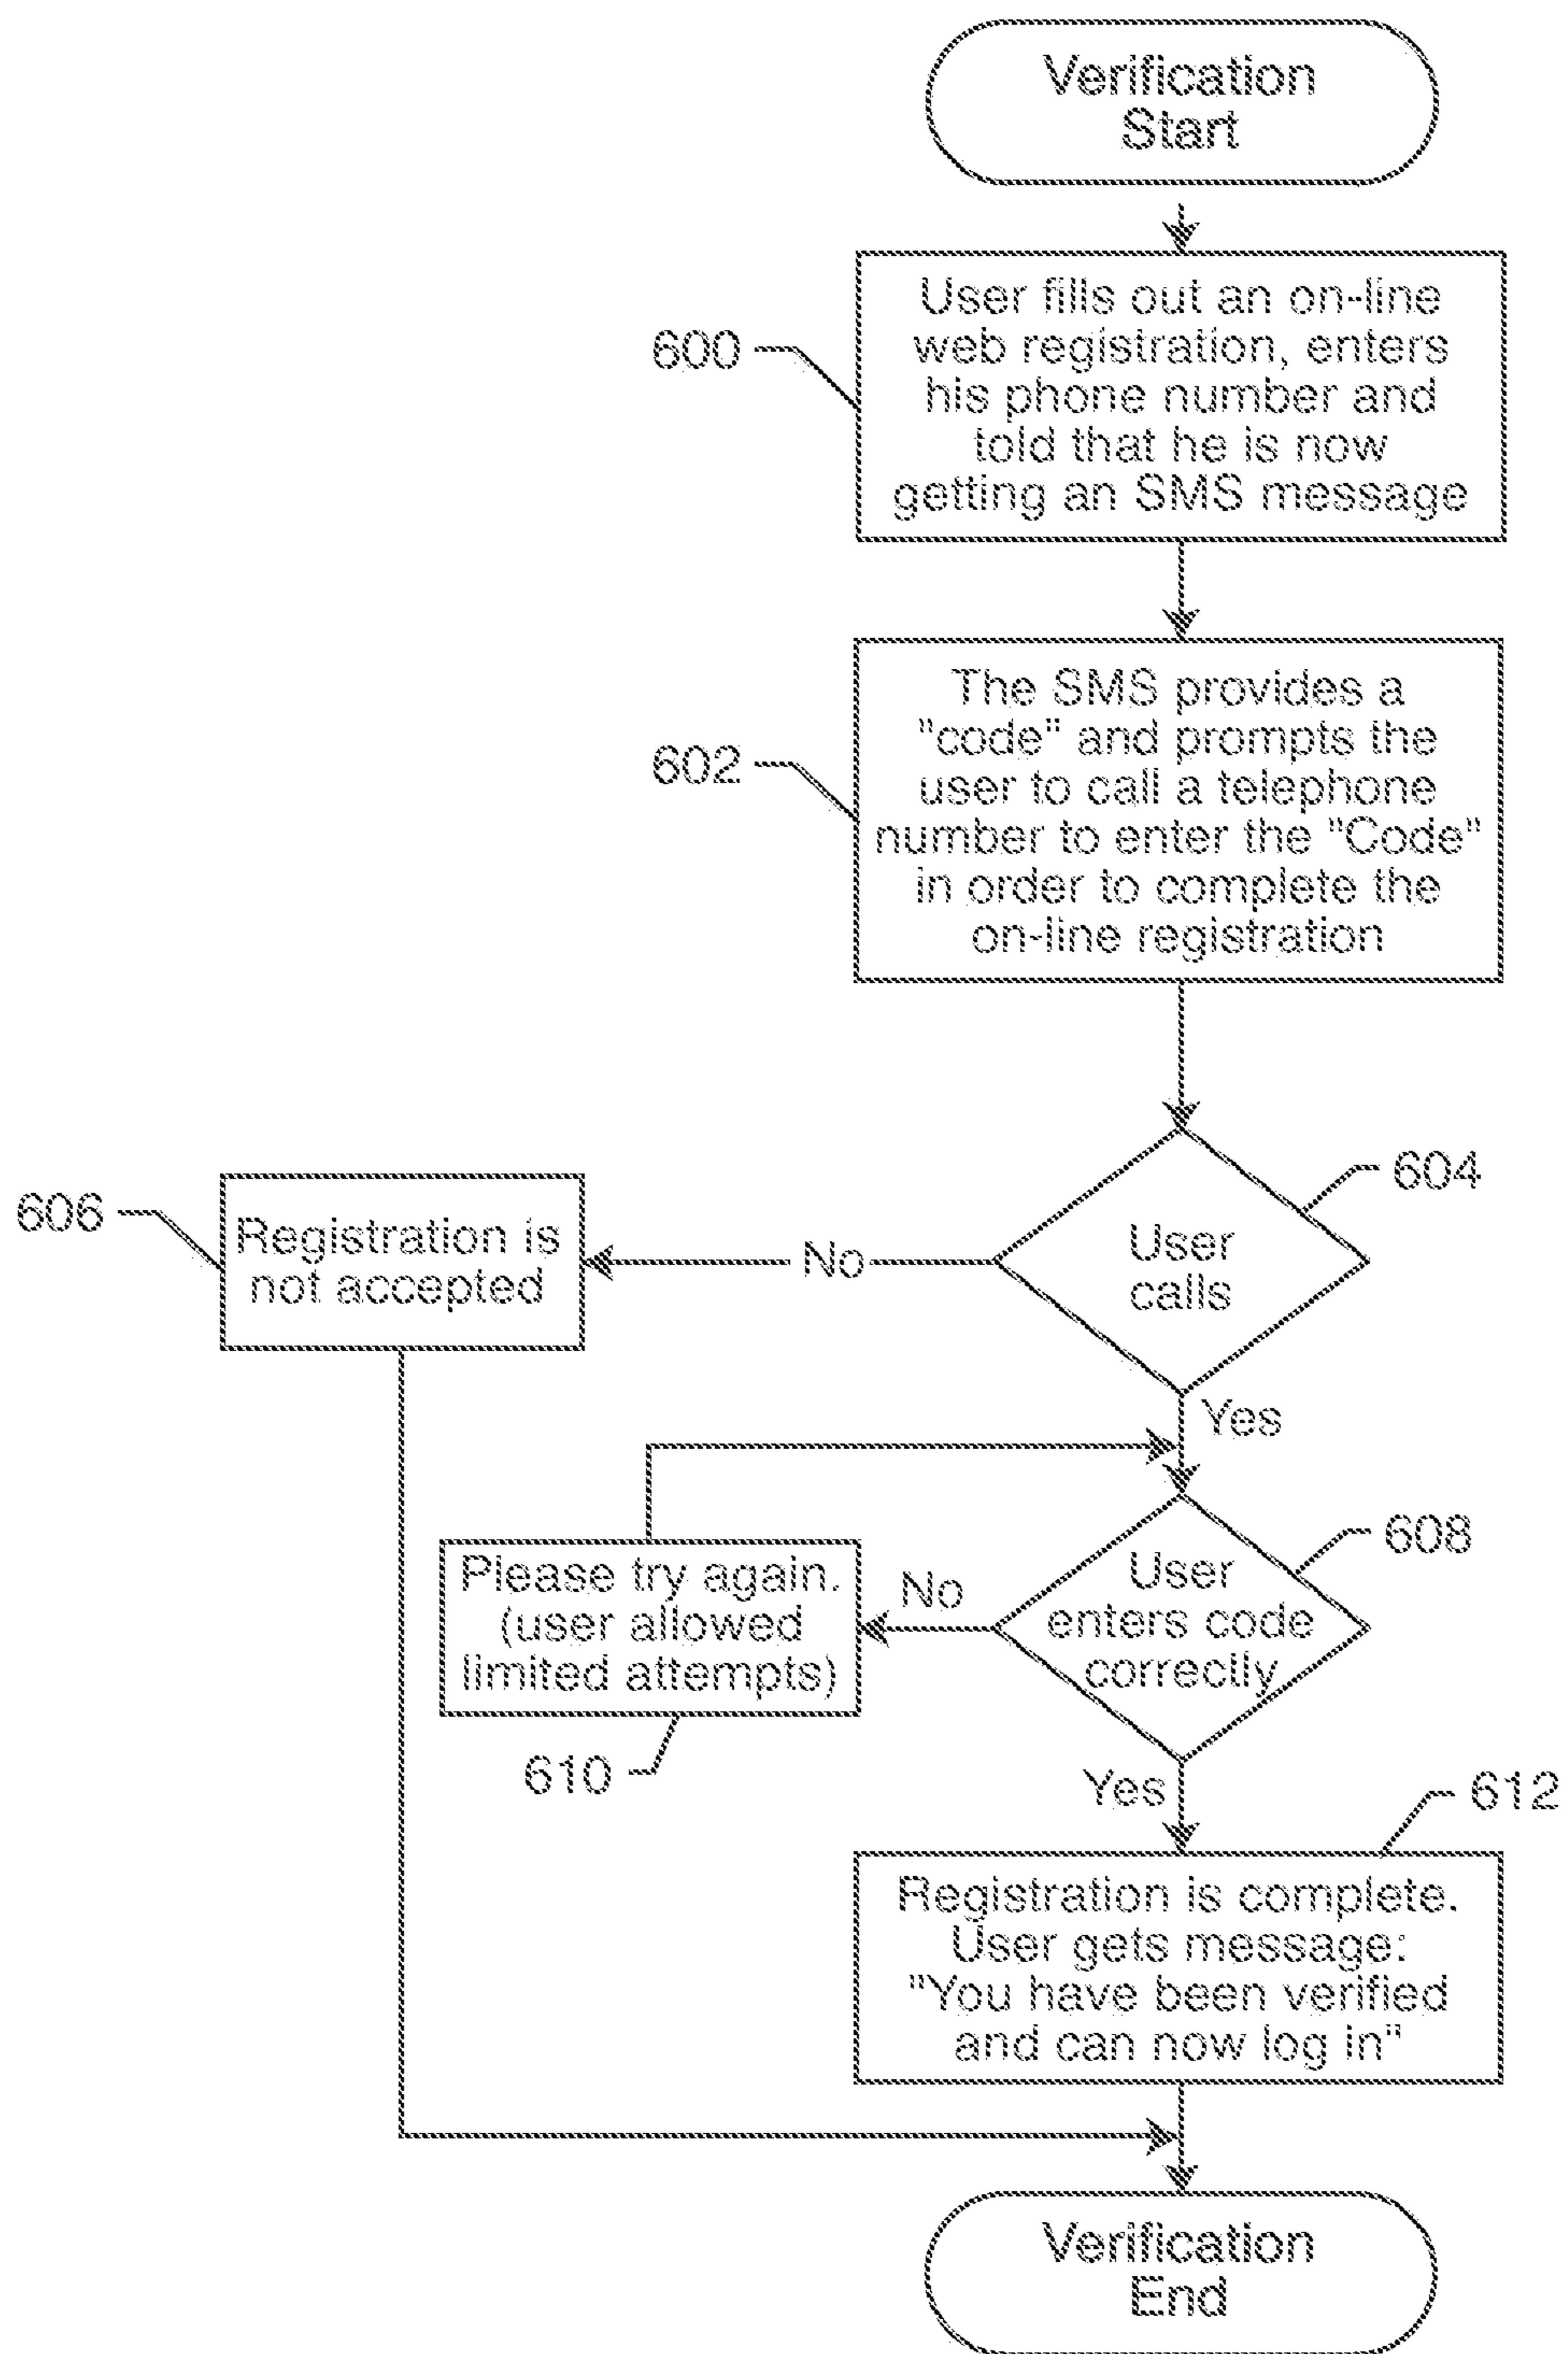 Verification
Start
600
User fills out an on-line
web registration, enters
his phone number and
told that he is now
getting an SMS message
602
The SMS provides a
"code" and prompts the
user to call a telephone
number to enter the "Code"
in order to complete the
on-line registration
604
User
calls
No
606
Registration is
not accepted
Yes
608
User
enters code
correctly
No
Please try again.
(user allowed
limited attempts)
610
Yes
612
Registration is complete.
User gets message:
"You have been verified
and can now log in"
Verification
End